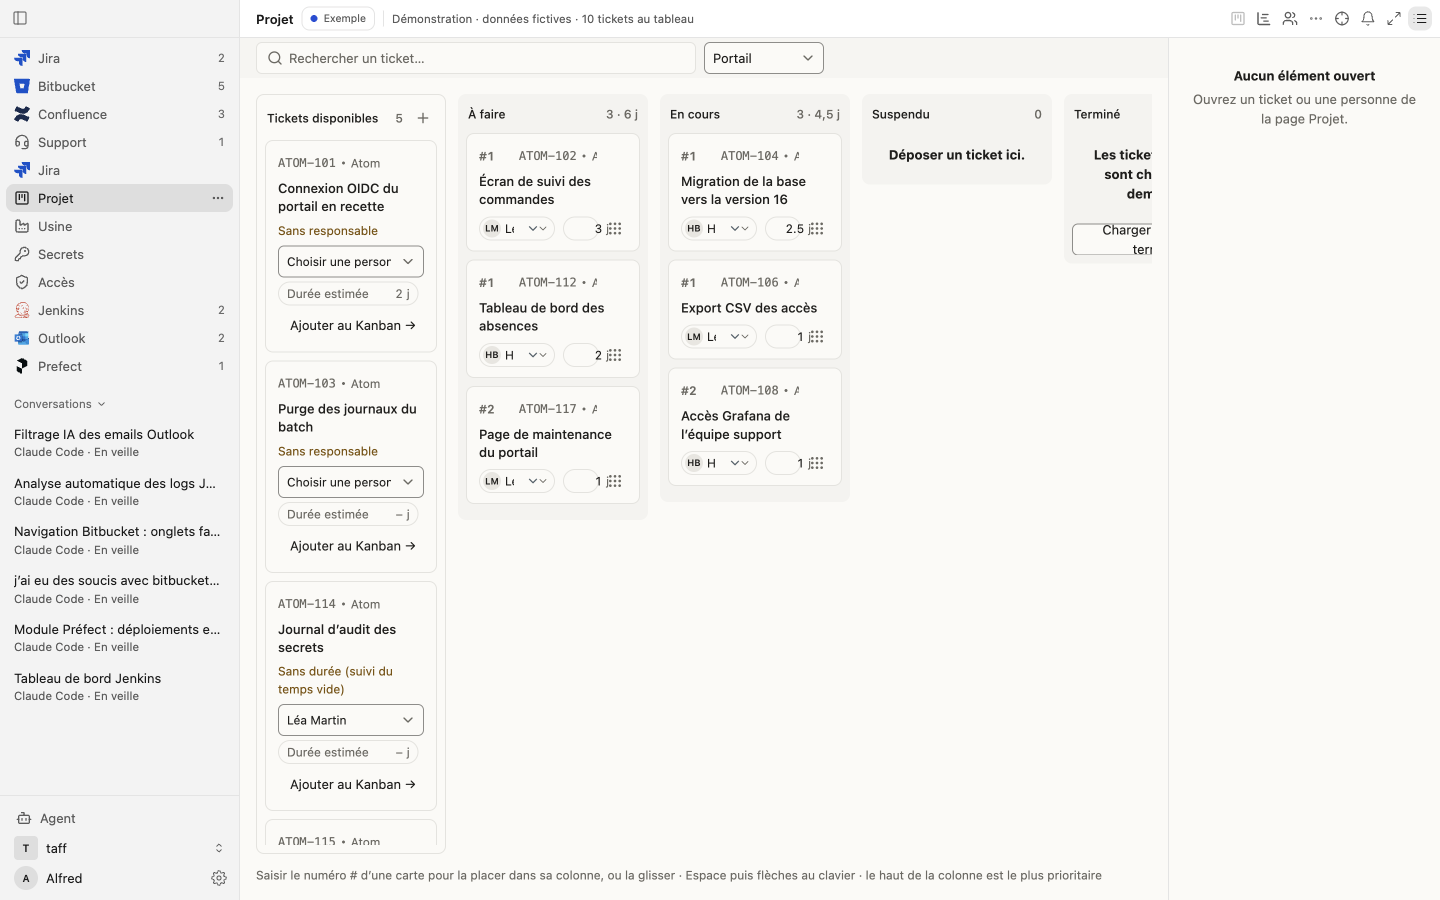 Projet
Exemple
Démonstration · données fictives · 10 tickets au tableau
Jira 2
Bitbucket 5
Confluence 3
Support 1
Jira
Projet
Usine
Secrets
Accès
Jenkins 2
Outlook 2
Prefect 1
Conversations
Filtrage IA des emails Outlook
Claude Code · En veille
Analyse automatique des logs J...
Claude Code · En veille
Navigation Bitbucket : onglets fa...
Claude Code · En veille
j'ai eu des soucis avec bitbucket...
Claude Code · En veille
Module Préfect : déploiements e...
Claude Code · En veille
Tableau de bord Jenkins
Claude Code · En veille
Agent
T taff
A Alfred
Rechercher un ticket...
Portail
Tickets disponibles 5
ATOM-101 • Atom
Connexion OIDC du
portail en recette
Sans responsable
Choisir une person
Durée estimée 2 j
Ajouter au Kanban →
ATOM-103 • Atom
Purge des journaux du
batch
Sans responsable
Choisir une person
Durée estimée – j
Ajouter au Kanban →
ATOM-114 • Atom
Journal d'audit des
secrets
Sans durée (suivi du
temps vide)
Léa Martin
Durée estimée – j
Ajouter au Kanban →
ATOM-115 • Atom
À faire 3 · 6 j
#1 ATOM-102 •
Écran de suivi des
commandes
LM 3 j
#1 ATOM-112 •
Tableau de bord des
absences
HB H 2 j
#2 ATOM-117 •
Page de maintenance
du portail
LM 1 j
En cours 3 · 4,5 j
#1 ATOM-104 •
Migration de la base
vers la version 16
HB H 2.5 j
#1 ATOM-106 •
Export CSV des accès
LM 1 j
#2 ATOM-108 •
Accès Grafana de
l'équipe support
HB H 1 j
Suspendu 0
Déposer un ticket ici.
Terminé
Les ticke
sont ch
dem
Charger
terr
Aucun élément ouvert
Ouvrez un ticket ou une personne de
la page Projet.
Saisir le numéro # d'une carte pour la placer dans sa colonne, ou la glisser · Espace puis flèches au clavier · le haut de la colonne est le plus prioritaire